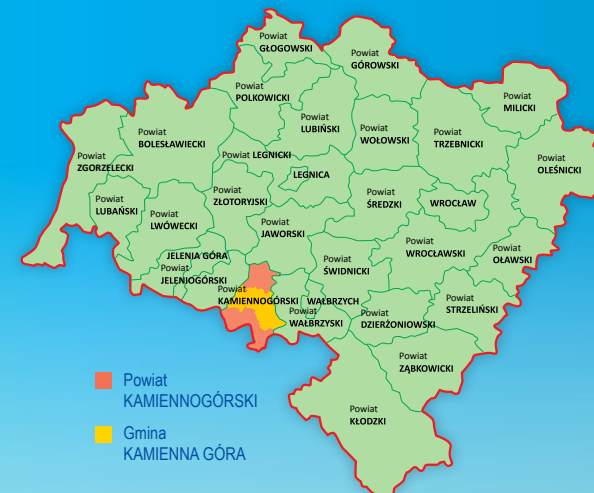 Powiat
GŁOGOWSKI
Powiat
GÓROWSKI
Powiat
POLKOWICKI
Powiat
MILICKI
Powiat
LUBIŃSKI
Powiat
BOLESŁAWIECKI
Powiat
WOŁOWSKI
Powiat
TRZEBNICKI
Powiat
ZGORZELECKI
Powiat LEGNICKI
Powiat
OLEŚNICKI
LEGNICA
Powiat
LUBAŃSKI
Powiat
ZŁOTORYJSKI
Powiat
ŚREDZKI
WROCŁAW
Powiat
LWÓWECKI
Powiat
JAWORSKI
Powiat
WROCŁAWSKI
Powiat
OŁAWSKI
JELENIA GÓRA
Powiat
JELENIOGÓRSKI
Powiat
ŚWIDNICKI
Powiat
KAMIENNOGÓRSKI
WAŁBRZYCH
Powiat
STRZELIŃSKI
Powiat
WAŁBRZYSKI
Powiat
DZIERŻONIOWSKI
Powiat
ZĄBKOWICKI
Powiat
KŁODZKI
Powiat
KAMIENNOGÓRSKI
Gmina
KAMIENNA GÓRA